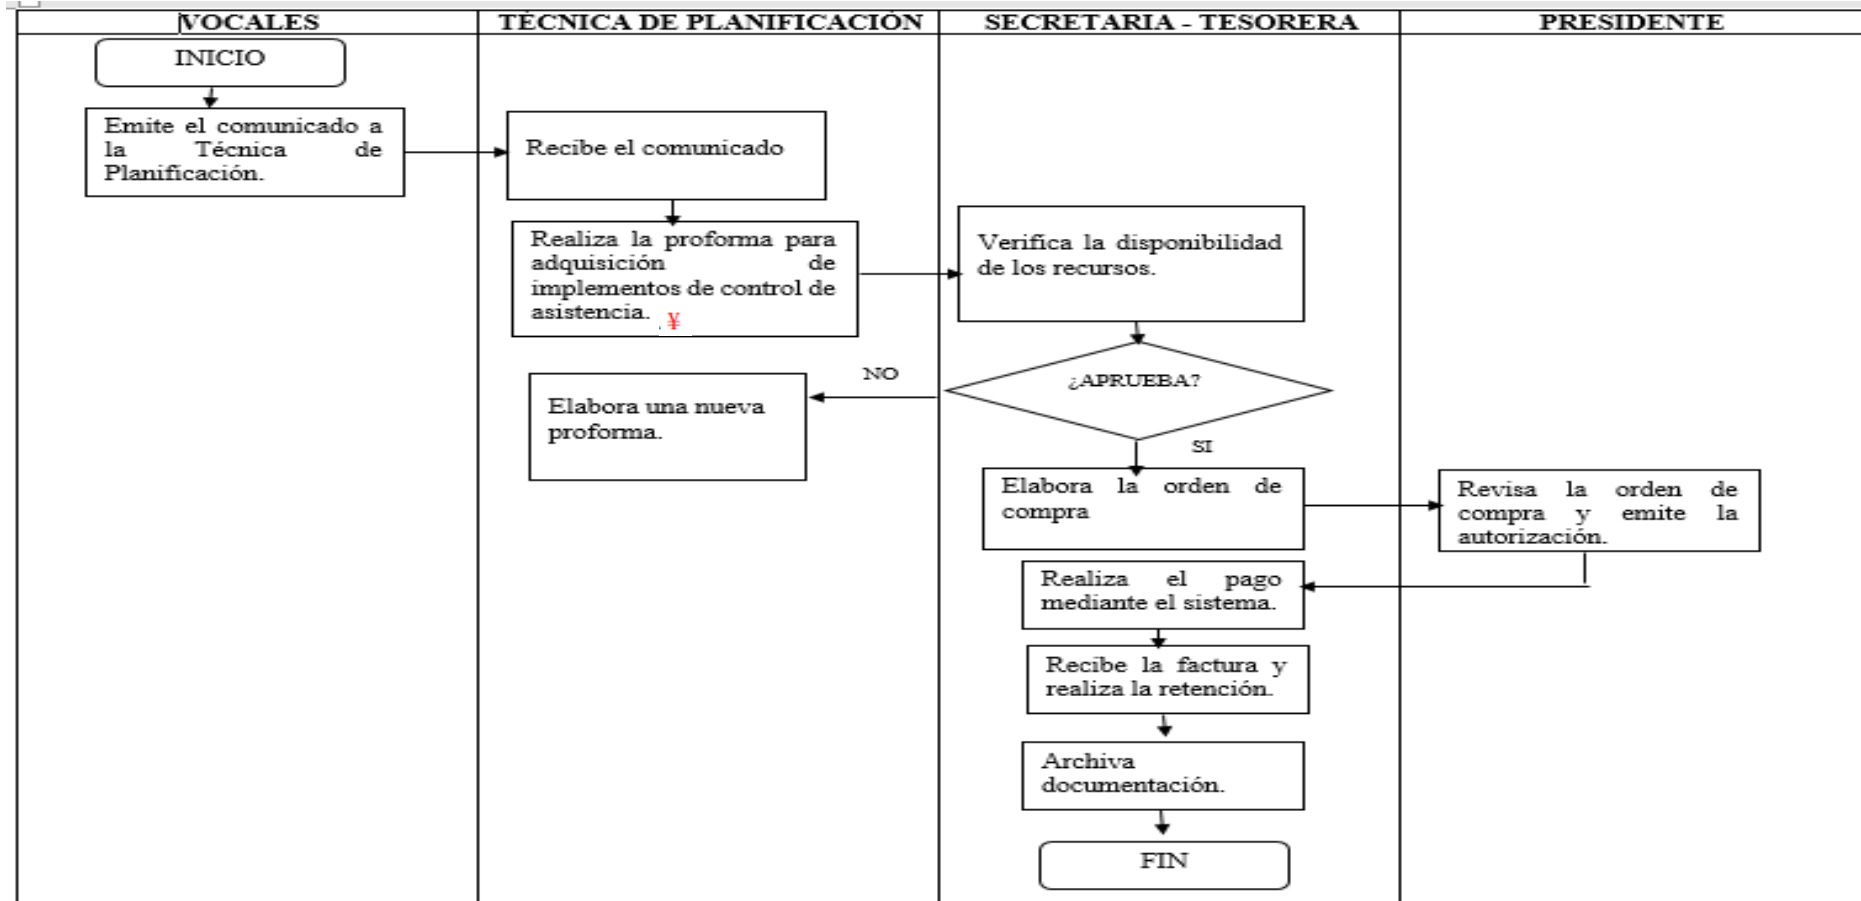 VOCALES
TÉCNICA DE PLANIFICACIÓN
SECRETARIA - TESORERA
PRESIDENTE
INICIO
Emite el comunicado a
la Técnica de
Planificación.
Recibe el comunicado
Realiza la proforma para
adquisición de
implementos de control de
asistencia. ¥
Verifica la disponibilidad
de los recursos.
¿APRUEBA?
NO
Elabora una nueva
proforma.
SI
Elabora la orden de
compra
Revisa la orden de
compra y emite la
autorización.
Realiza el pago
mediante el sistema.
Recibe la factura y
realiza la retención.
Archiva
documentación.
FIN